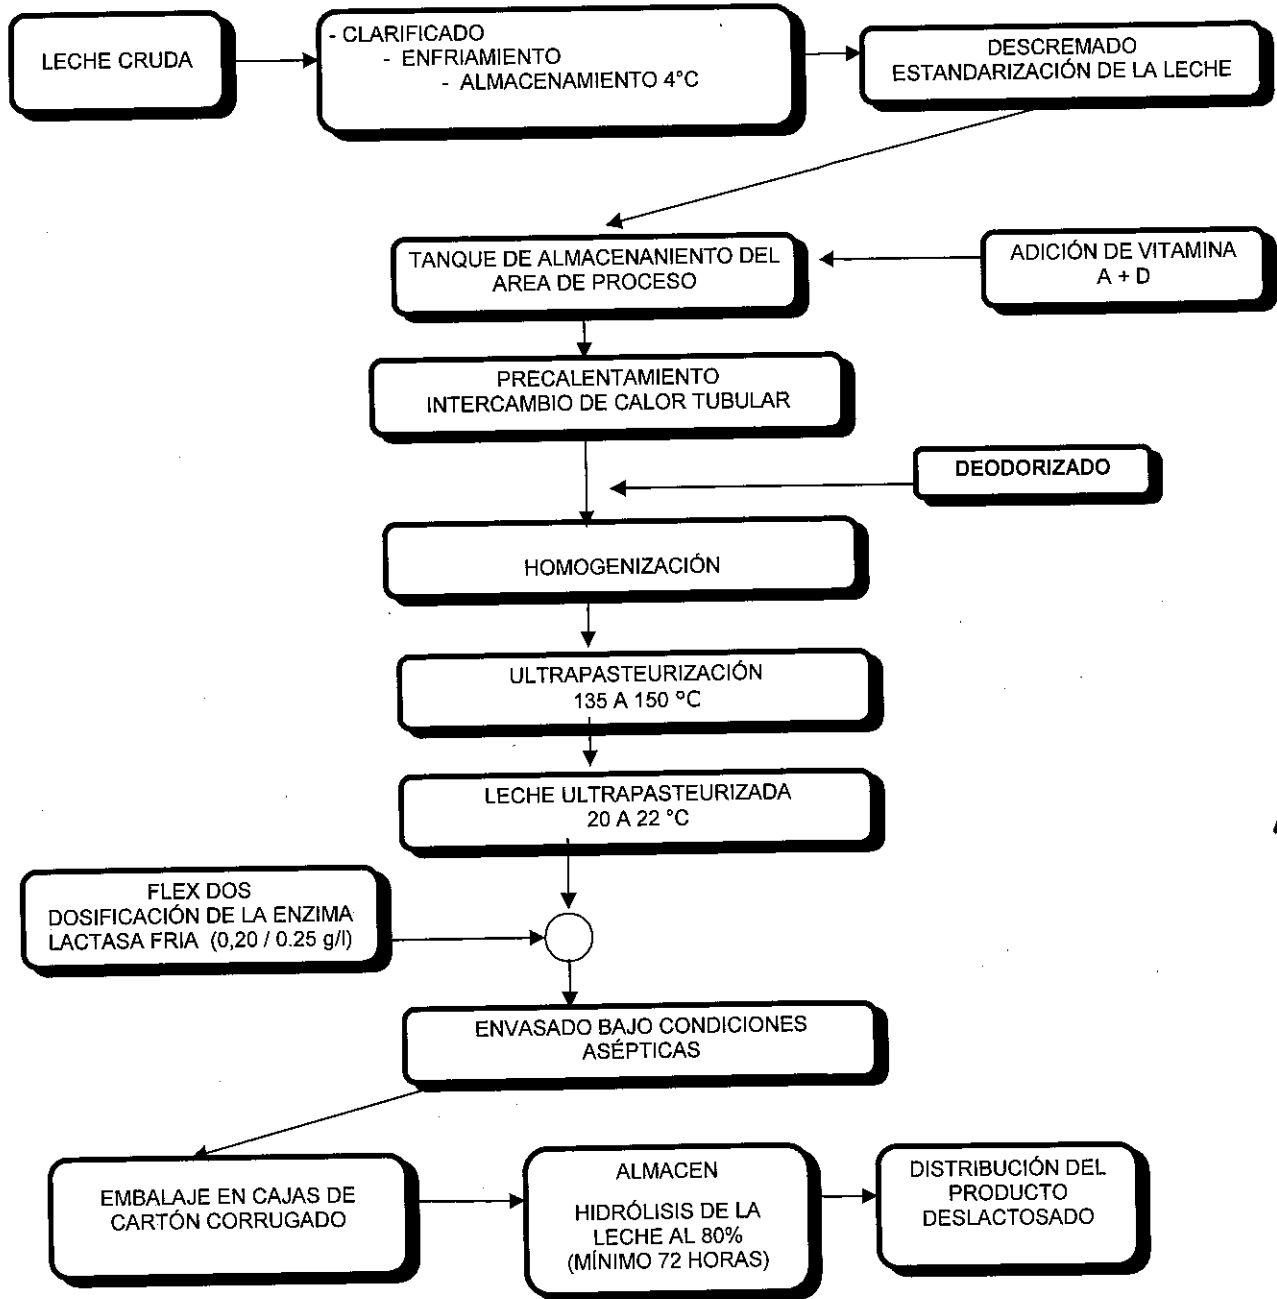 LECHE CRUDA
- CLARIFICADO
- ENFRIAMIENTO
- ALMACENAMIENTO 4°C
DESCREMADO
ESTANDARIZACIÓN DE LA LECHE
TANQUE DE ALMACENANIENTO DEL
AREA DE PROCESO
ADICIÓN DE VITAMINA
A + D
PRECALENTAMIENTO
INTERCAMBIO DE CALOR TUBULAR
DEODORIZADO
HOMOGENIZACIÓN
ULTRAPASTEURIZACIÓN
135 A 150 °C
LECHE ULTRAPASTEURIZADA
20 A 22 °C
FLEX DOS
DOSIFICACIÓN DE LA ENZIMA
LACTASA FRIA (0,20 / 0.25 g/l)
ENVASADO BAJO CONDICIONES
ASÉPTICAS
EMBALAJE EN CAJAS DE
CARTÓN CORRUGADO
ALMACEN
HIDRÓLISIS DE LA
LECHE AL 80%
(MÍNIMO 72 HORAS)
DISTRIBUCIÓN DEL
PRODUCTO
DESLACTOSADO